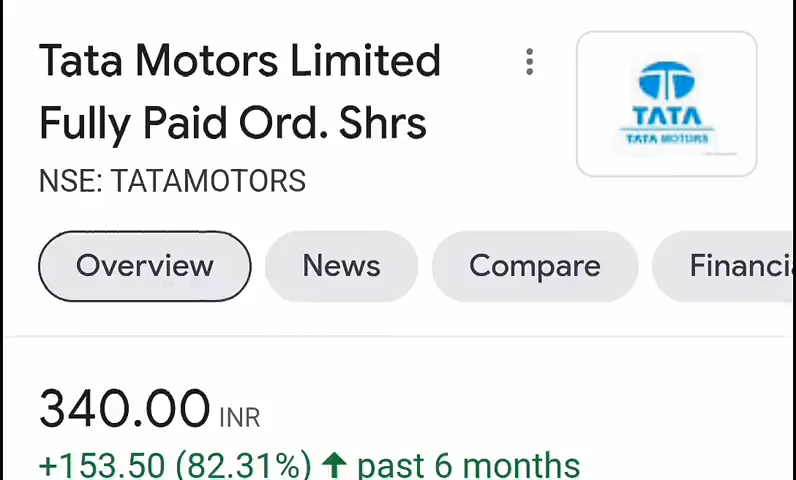 Tata Motors Limited
Fully Paid Ord. Shrs
NSE: TATAMOTORS
TATA
TATA MOTORS
Overview
News
Compare
Financi
340.00 INR
+153.50 (82.31%) ↑ past 6 months